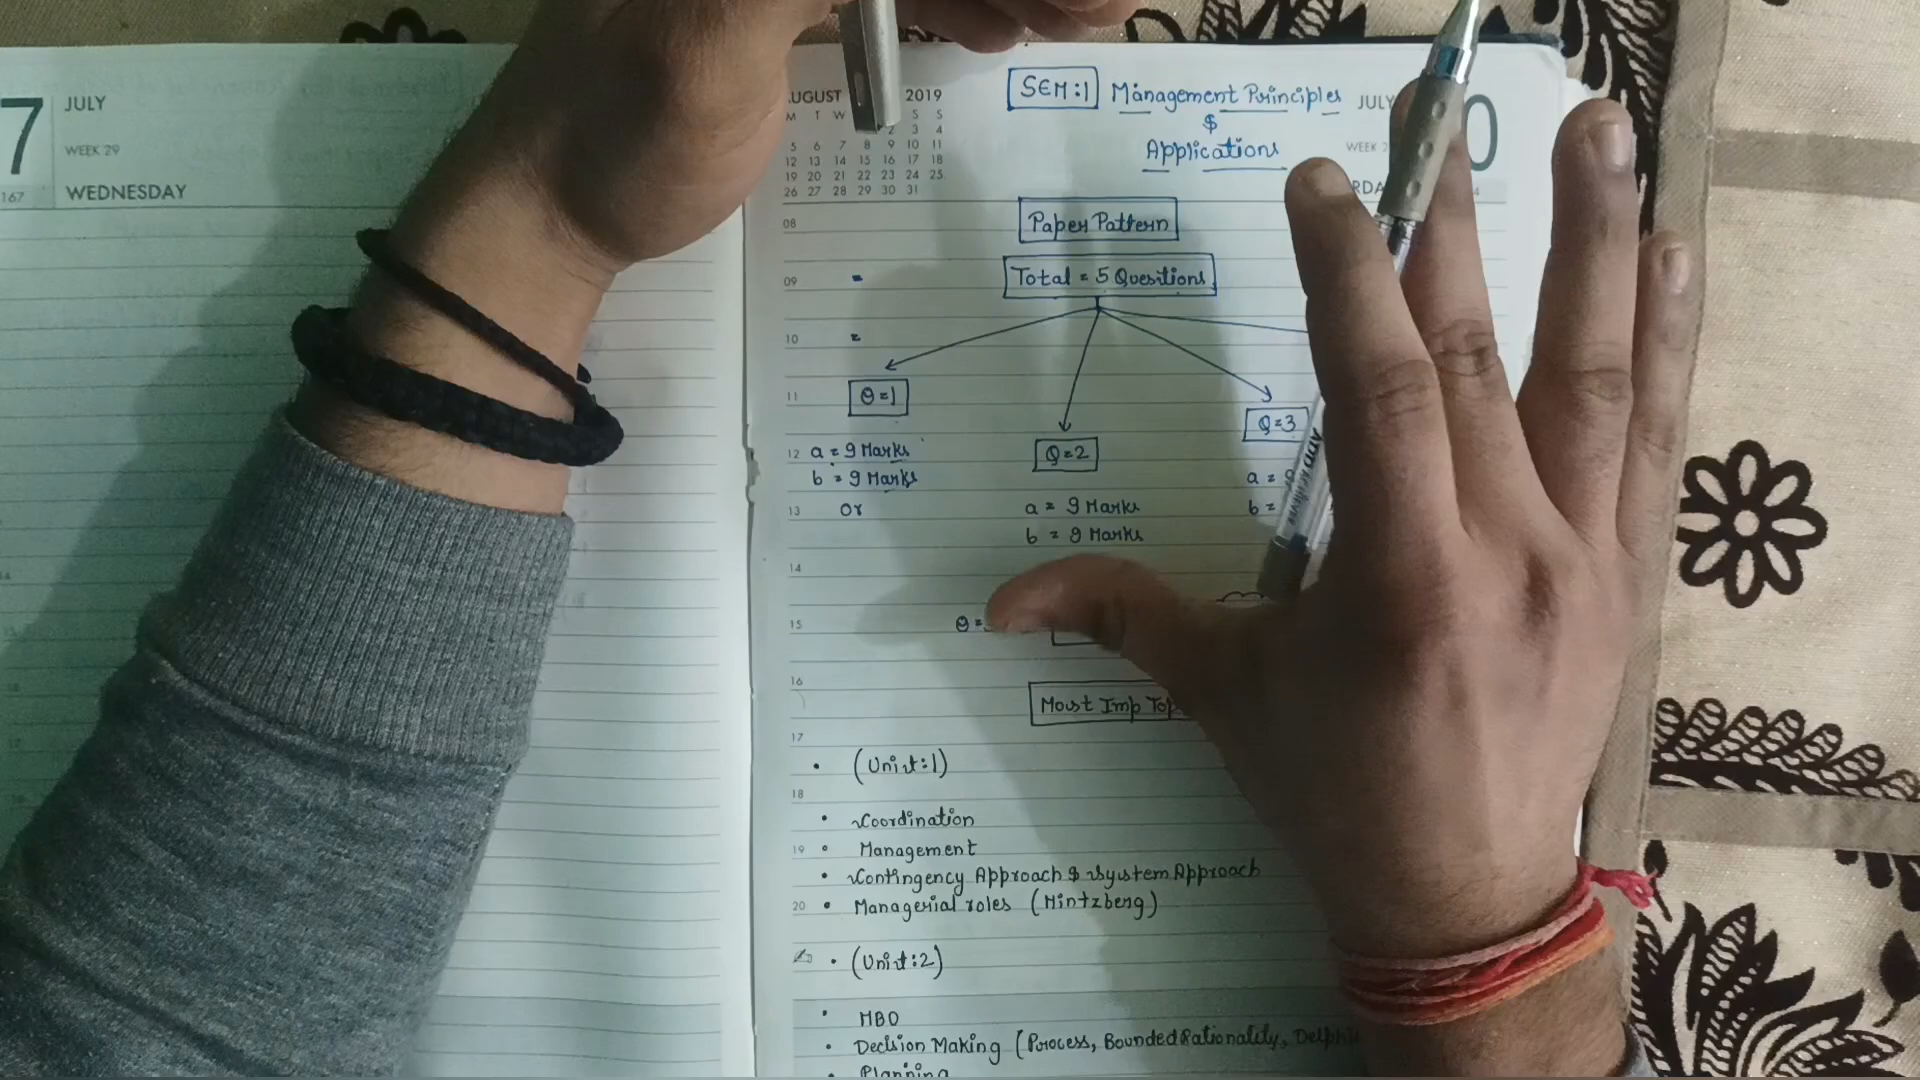 7
JULY
WEEK 29
167
WEDNESDAY
AUGUST 2019
M T W S S
2 3 4
5 6 7 8 9 10 11
12 13 14 15 16 17 18
19 20 21 22 23 24 25
26 27 28 29 30 31
SEM:1 Management Principles
$
Applications
JULY
WEEK
Paper Pattern
08
Total = 5 Questions
09
10
11
Q=1
Q=2
Q=3
12 a = 9 Marks
b = 9 Marks
13 Or
a = 9 Marks
b = 9 Marks
a =
b =
14
15
Q=
16
Most Imp
17
(Unit:1)
18
• Coordination
19 • Management
• Contingency Approach $ System Approach
20 • Managerial roles (Mintzberg)
• (Unit:2)
• MBO
• Decision Making (Process, Bounded Rationality, Delphi
• Planning